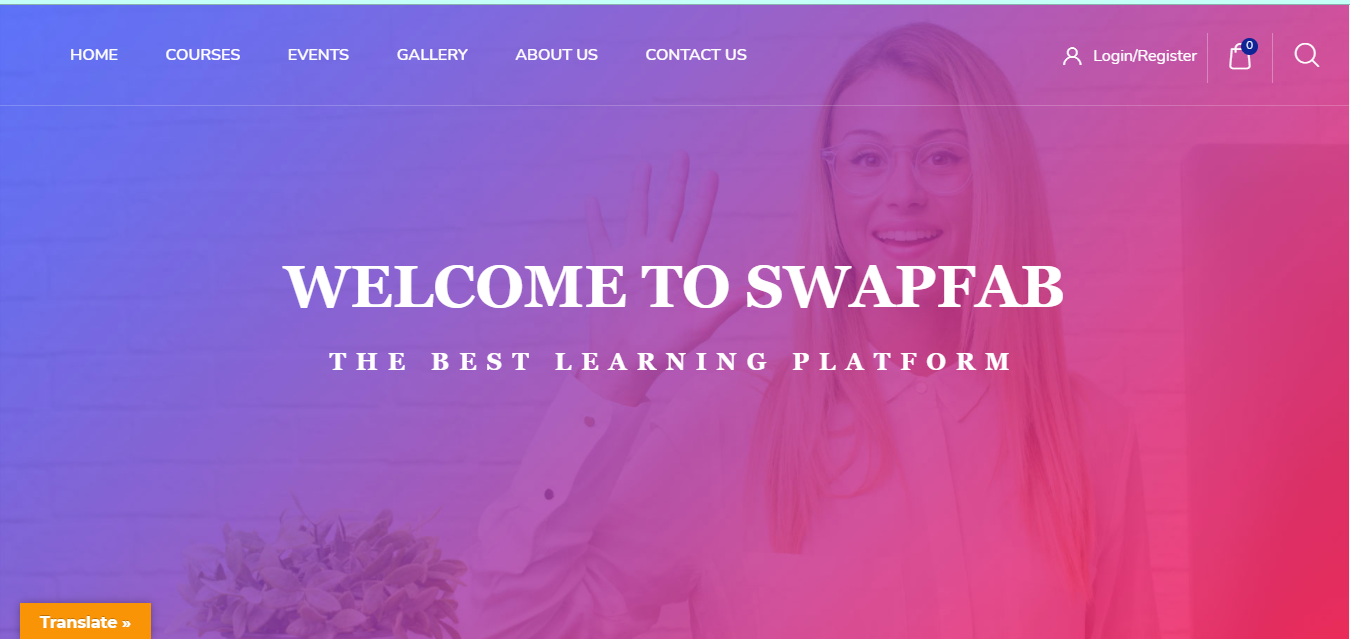 HOME COURSES EVENTS GALLERY ABOUT US CONTACT US Login/Register 0
WELCOME TO SWAPFAB
THE BEST LEARNING PLATFORM
Translate »